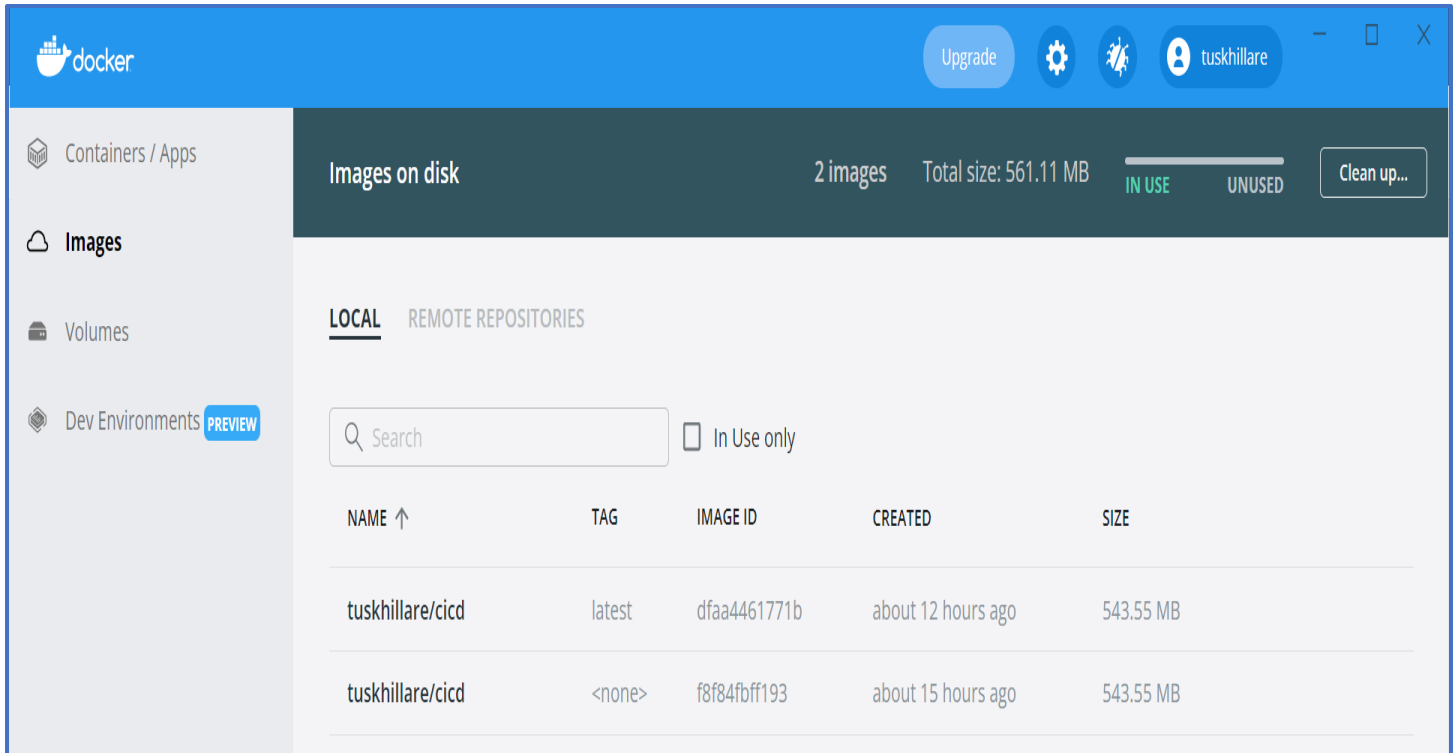 docker
Upgrade
tuskhillare
Containers / Apps
Images
Volumes
Dev Environments PREVIEW
Images on disk
2 images
Total size: 561.11 MB
IN USE
UNUSED
Clean up...
LOCAL
REMOTE REPOSITORIES
Search
In Use only
NAME TAG IMAGE ID CREATED SIZE
tuskhillare/cicd latest dfaa4461771b about 12 hours ago 543.55 MB
tuskhillare/cicd <none> f8f84fbff193 about 15 hours ago 543.55 MB